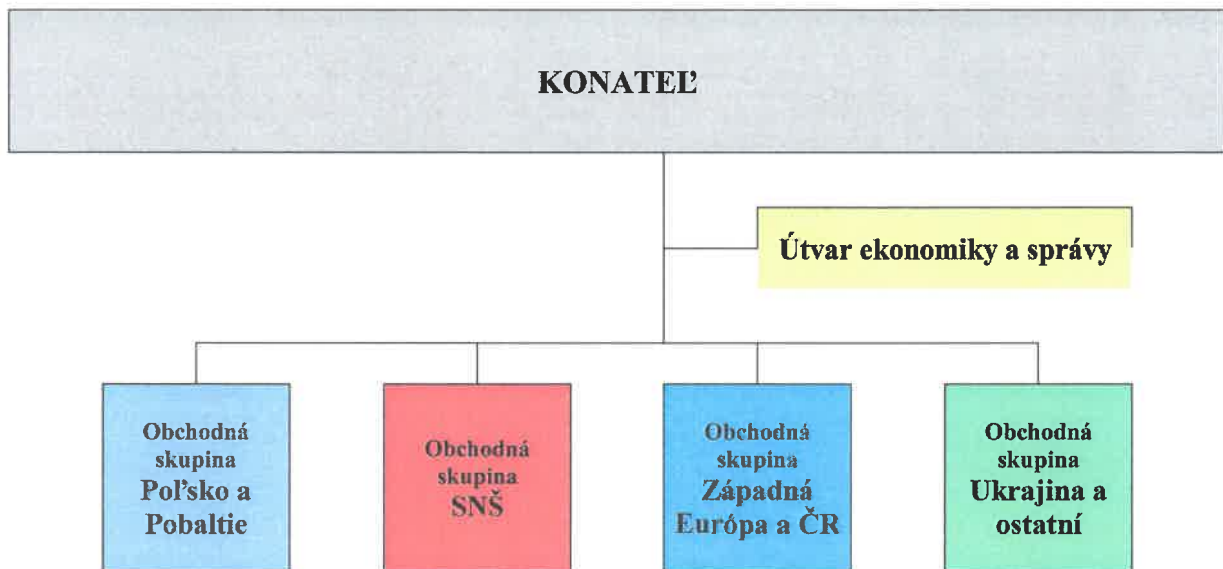 KONATEĽ
Útvar ekonomiky a správy
Obchodná
skupina
Poľsko a
Pobaltie
Obchodná
skupina
SNŠ
Obchodná
skupina
Západná
Európa a ČR
Obchodná
skupina
Ukrajina a
ostatní